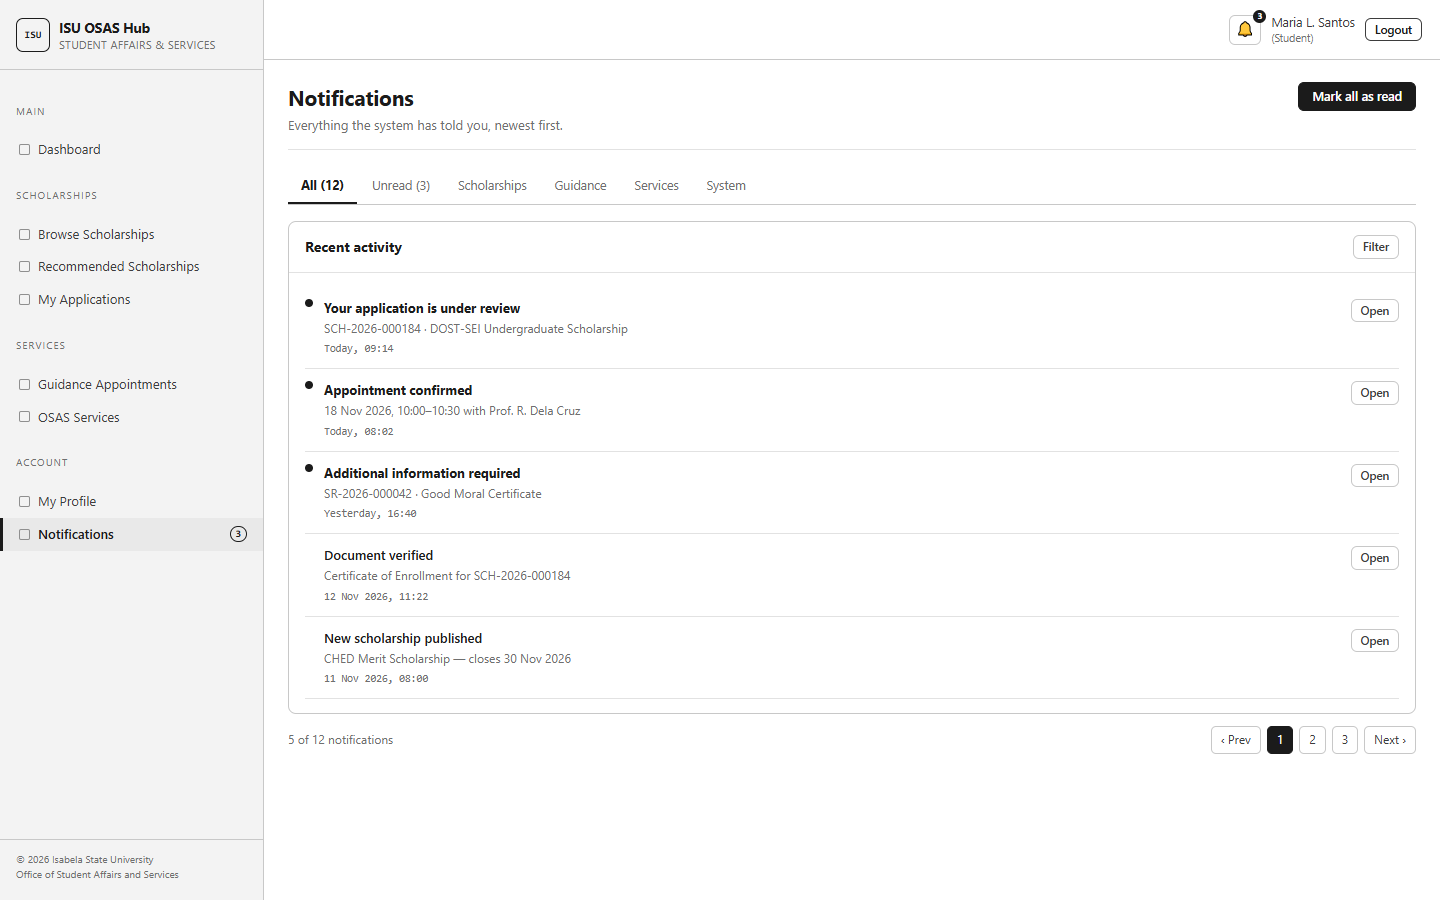 ISU
ISU OSAS Hub
STUDENT AFFAIRS & SERVICES
MAIN
Dashboard
SCHOLARSHIPS
Browse Scholarships
Recommended Scholarships
My Applications
SERVICES
Guidance Appointments
OSAS Services
ACCOUNT
My Profile
Notifications 3
© 2026 Isabela State University
Office of Student Affairs and Services
3
Maria L. Santos
(Student)
Logout
Notifications
Everything the system has told you, newest first.
Mark all as read
All (12) Unread (3) Scholarships Guidance Services System
Recent activity Filter
Your application is under review Open
SCH-2026-000184 · DOST-SEI Undergraduate Scholarship
Today, 09:14
Appointment confirmed Open
18 Nov 2026, 10:00–10:30 with Prof. R. Dela Cruz
Today, 08:02
Additional information required Open
SR-2026-000042 · Good Moral Certificate
Yesterday, 16:40
Document verified Open
Certificate of Enrollment for SCH-2026-000184
12 Nov 2026, 11:22
New scholarship published Open
CHED Merit Scholarship — closes 30 Nov 2026
11 Nov 2026, 08:00
5 of 12 notifications ‹ Prev 1 2 3 Next ›